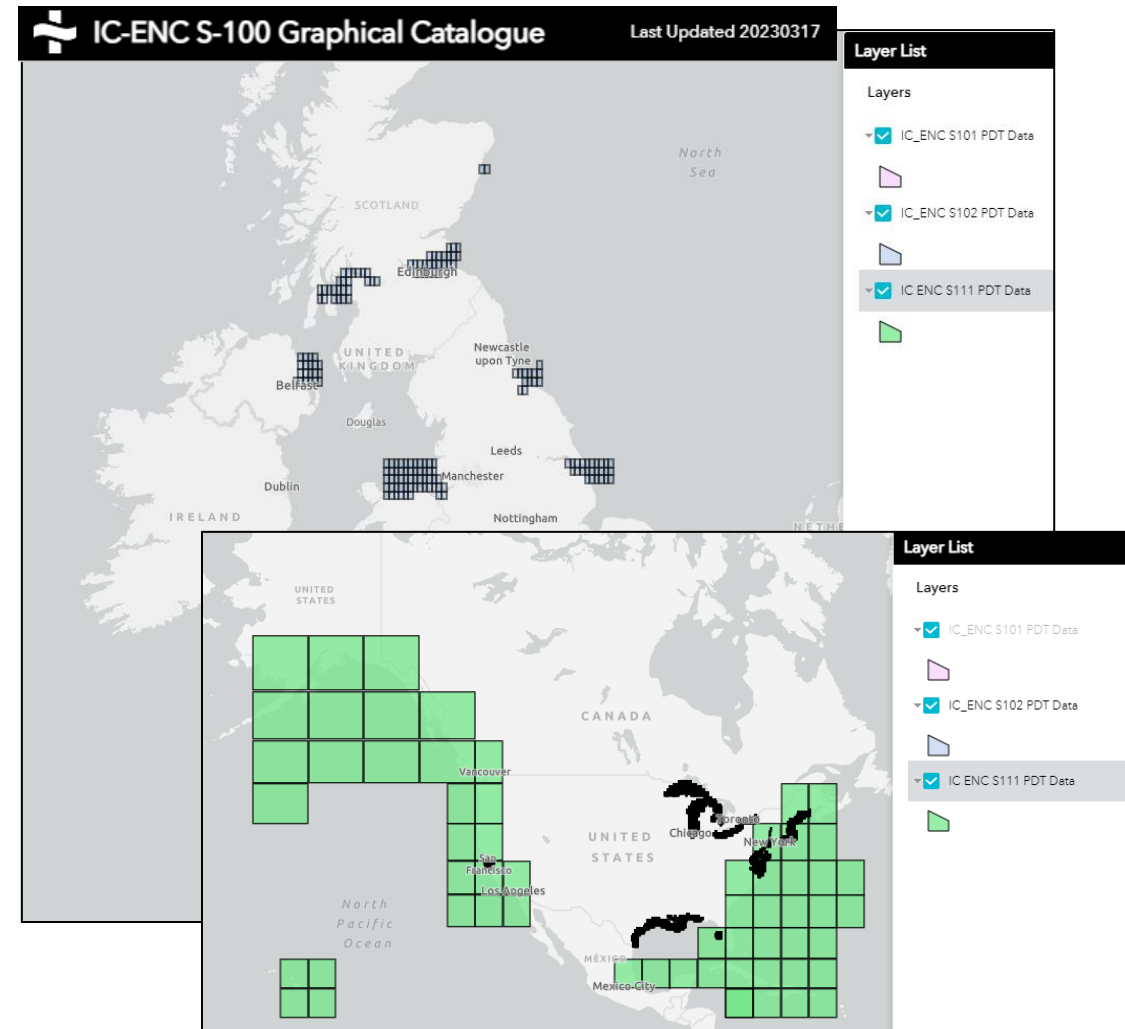 IC-ENC S-100 Graphical Catalogue
Last Updated 20230317
Layer List
Layers
IC_ENC S101 PDT Data
IC_ENC S102 PDT Data
IC ENC S111 PDT Data
North
Sea
SCOTLAND
Edinburgh
UNITED
KINGDOM
Newcastle
upon Tyne
Belfast
Douglas
Leeds
Manchester
Dublin
IRELAND
Nottingham
NETHE
Layer List
Layers
IC_ENC S101 PDT Data
IC_ENC S102 PDT Data
IC ENC S111 PDT Data
UNITED
STATES
CANADA
Vancouver
Toronto
Chicago
New York
UNITED
STATES
San
Francisco
Los Angeles
North
Pacific
Ocean
MÉXICO
Mexico City